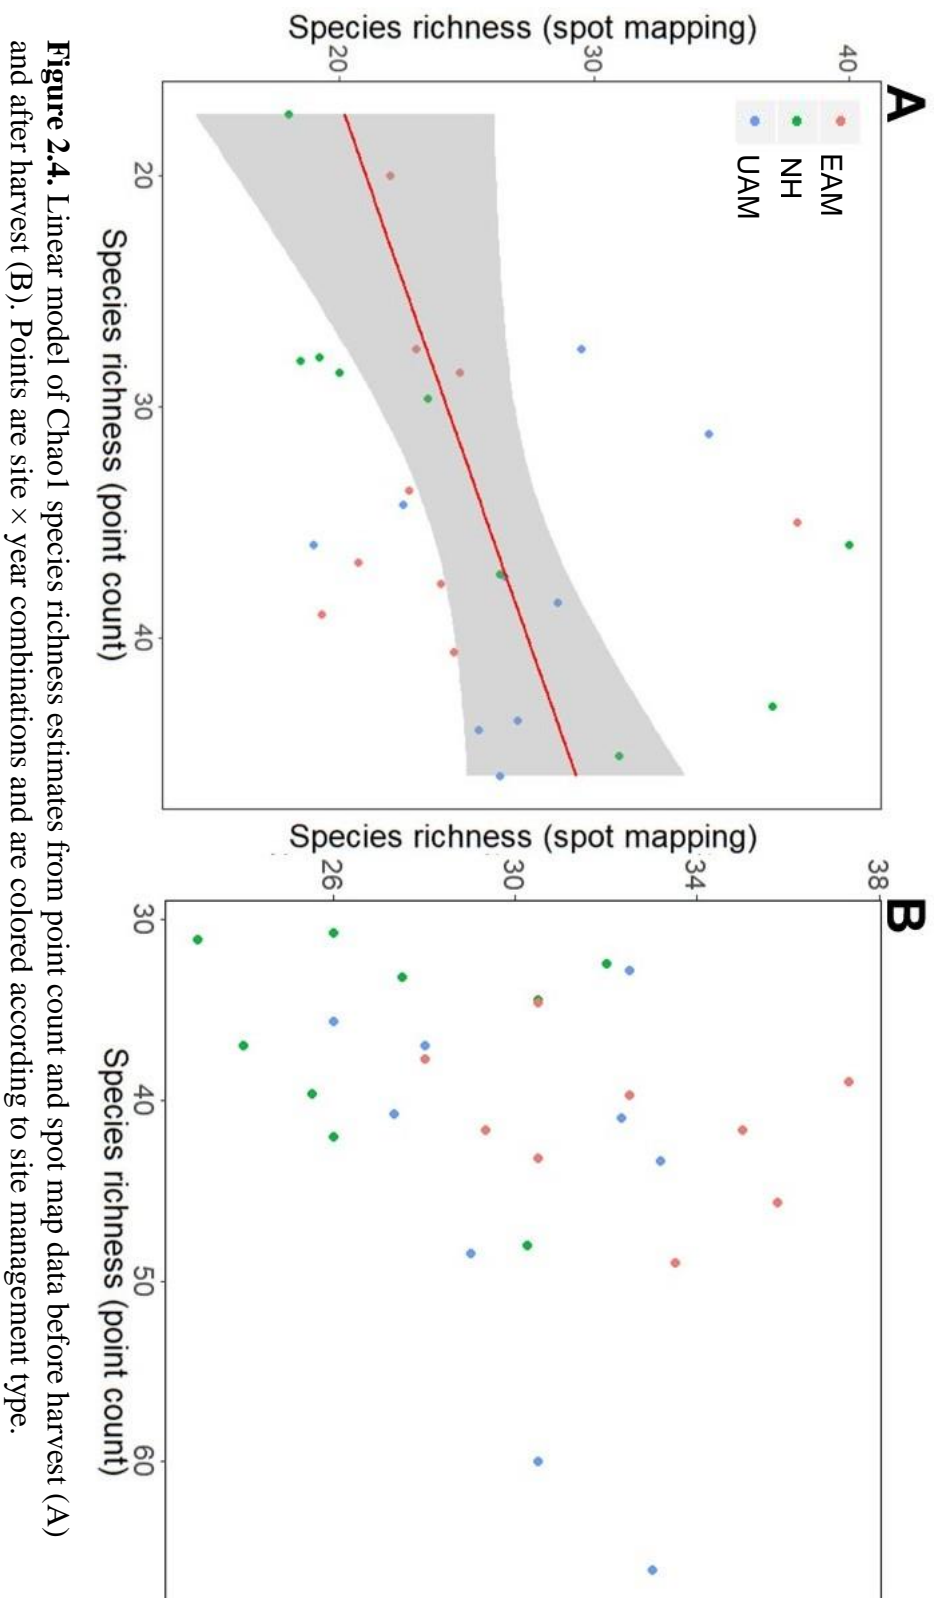 A
Species richness (spot mapping)
40
30
20
EAM
NH
UAM
20
30
40
Species richness (point count)
B
Species richness (spot mapping)
38
34
30
26
30
40
50
60
Species richness (point count)
Figure 2.4. Linear model of Chao1 species richness estimates from point count and spot map data before harvest (A)
and after harvest (B). Points are site × year combinations and are colored according to site management type.